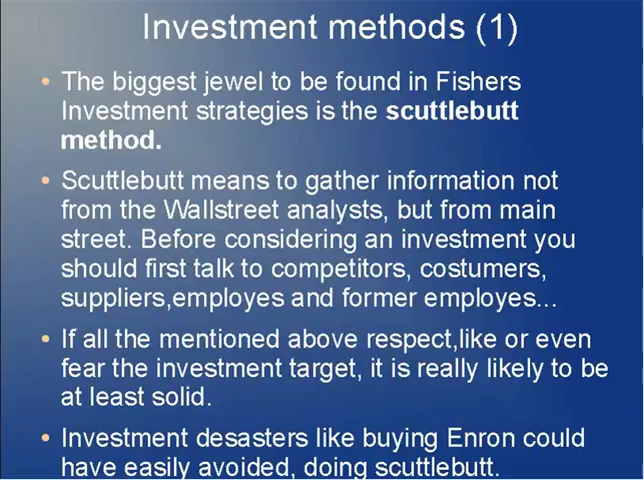 Investment methods (1)
• The biggest jewel to be found in Fishers
Investment strategies is the scuttlebutt
method.
• Scuttlebutt means to gather information not
from the Wallstreet analysts, but from main
street. Before considering an investment you
should first talk to competitors, costumers,
suppliers,employes and former employes...
• If all the mentioned above respect,like or even
fear the investment target, it is really likely to be
at least solid.
• Investment desasters like buying Enron could
have easily avoided, doing scuttlebutt.